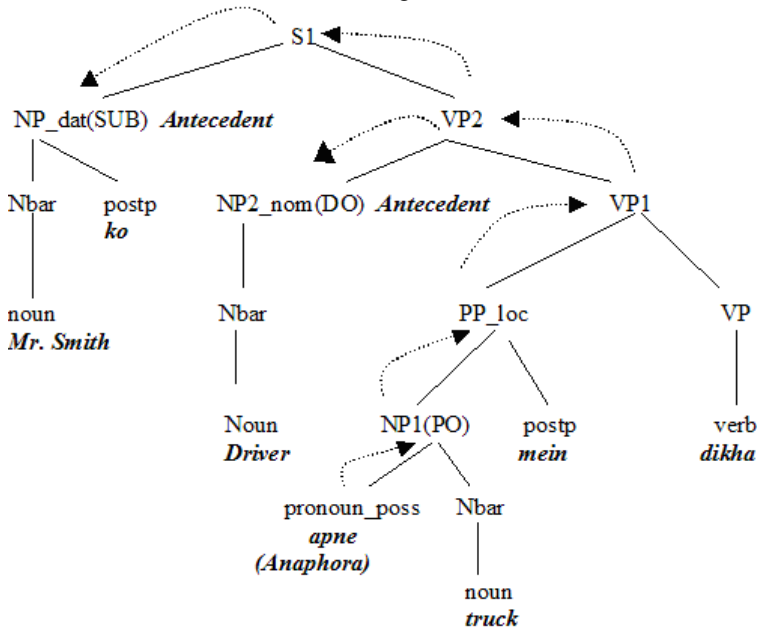 S1
NP_dat(SUB) Antecedent VP2
Nbar postp NP2_nom(DO) Antecedent VP1
ko
noun Nbar PP_loc VP
Mr. Smith
Noun NP1(PO) postp verb
Driver mein dikha
pronoun_poss Nbar
apne
(Anaphora)
noun
truck